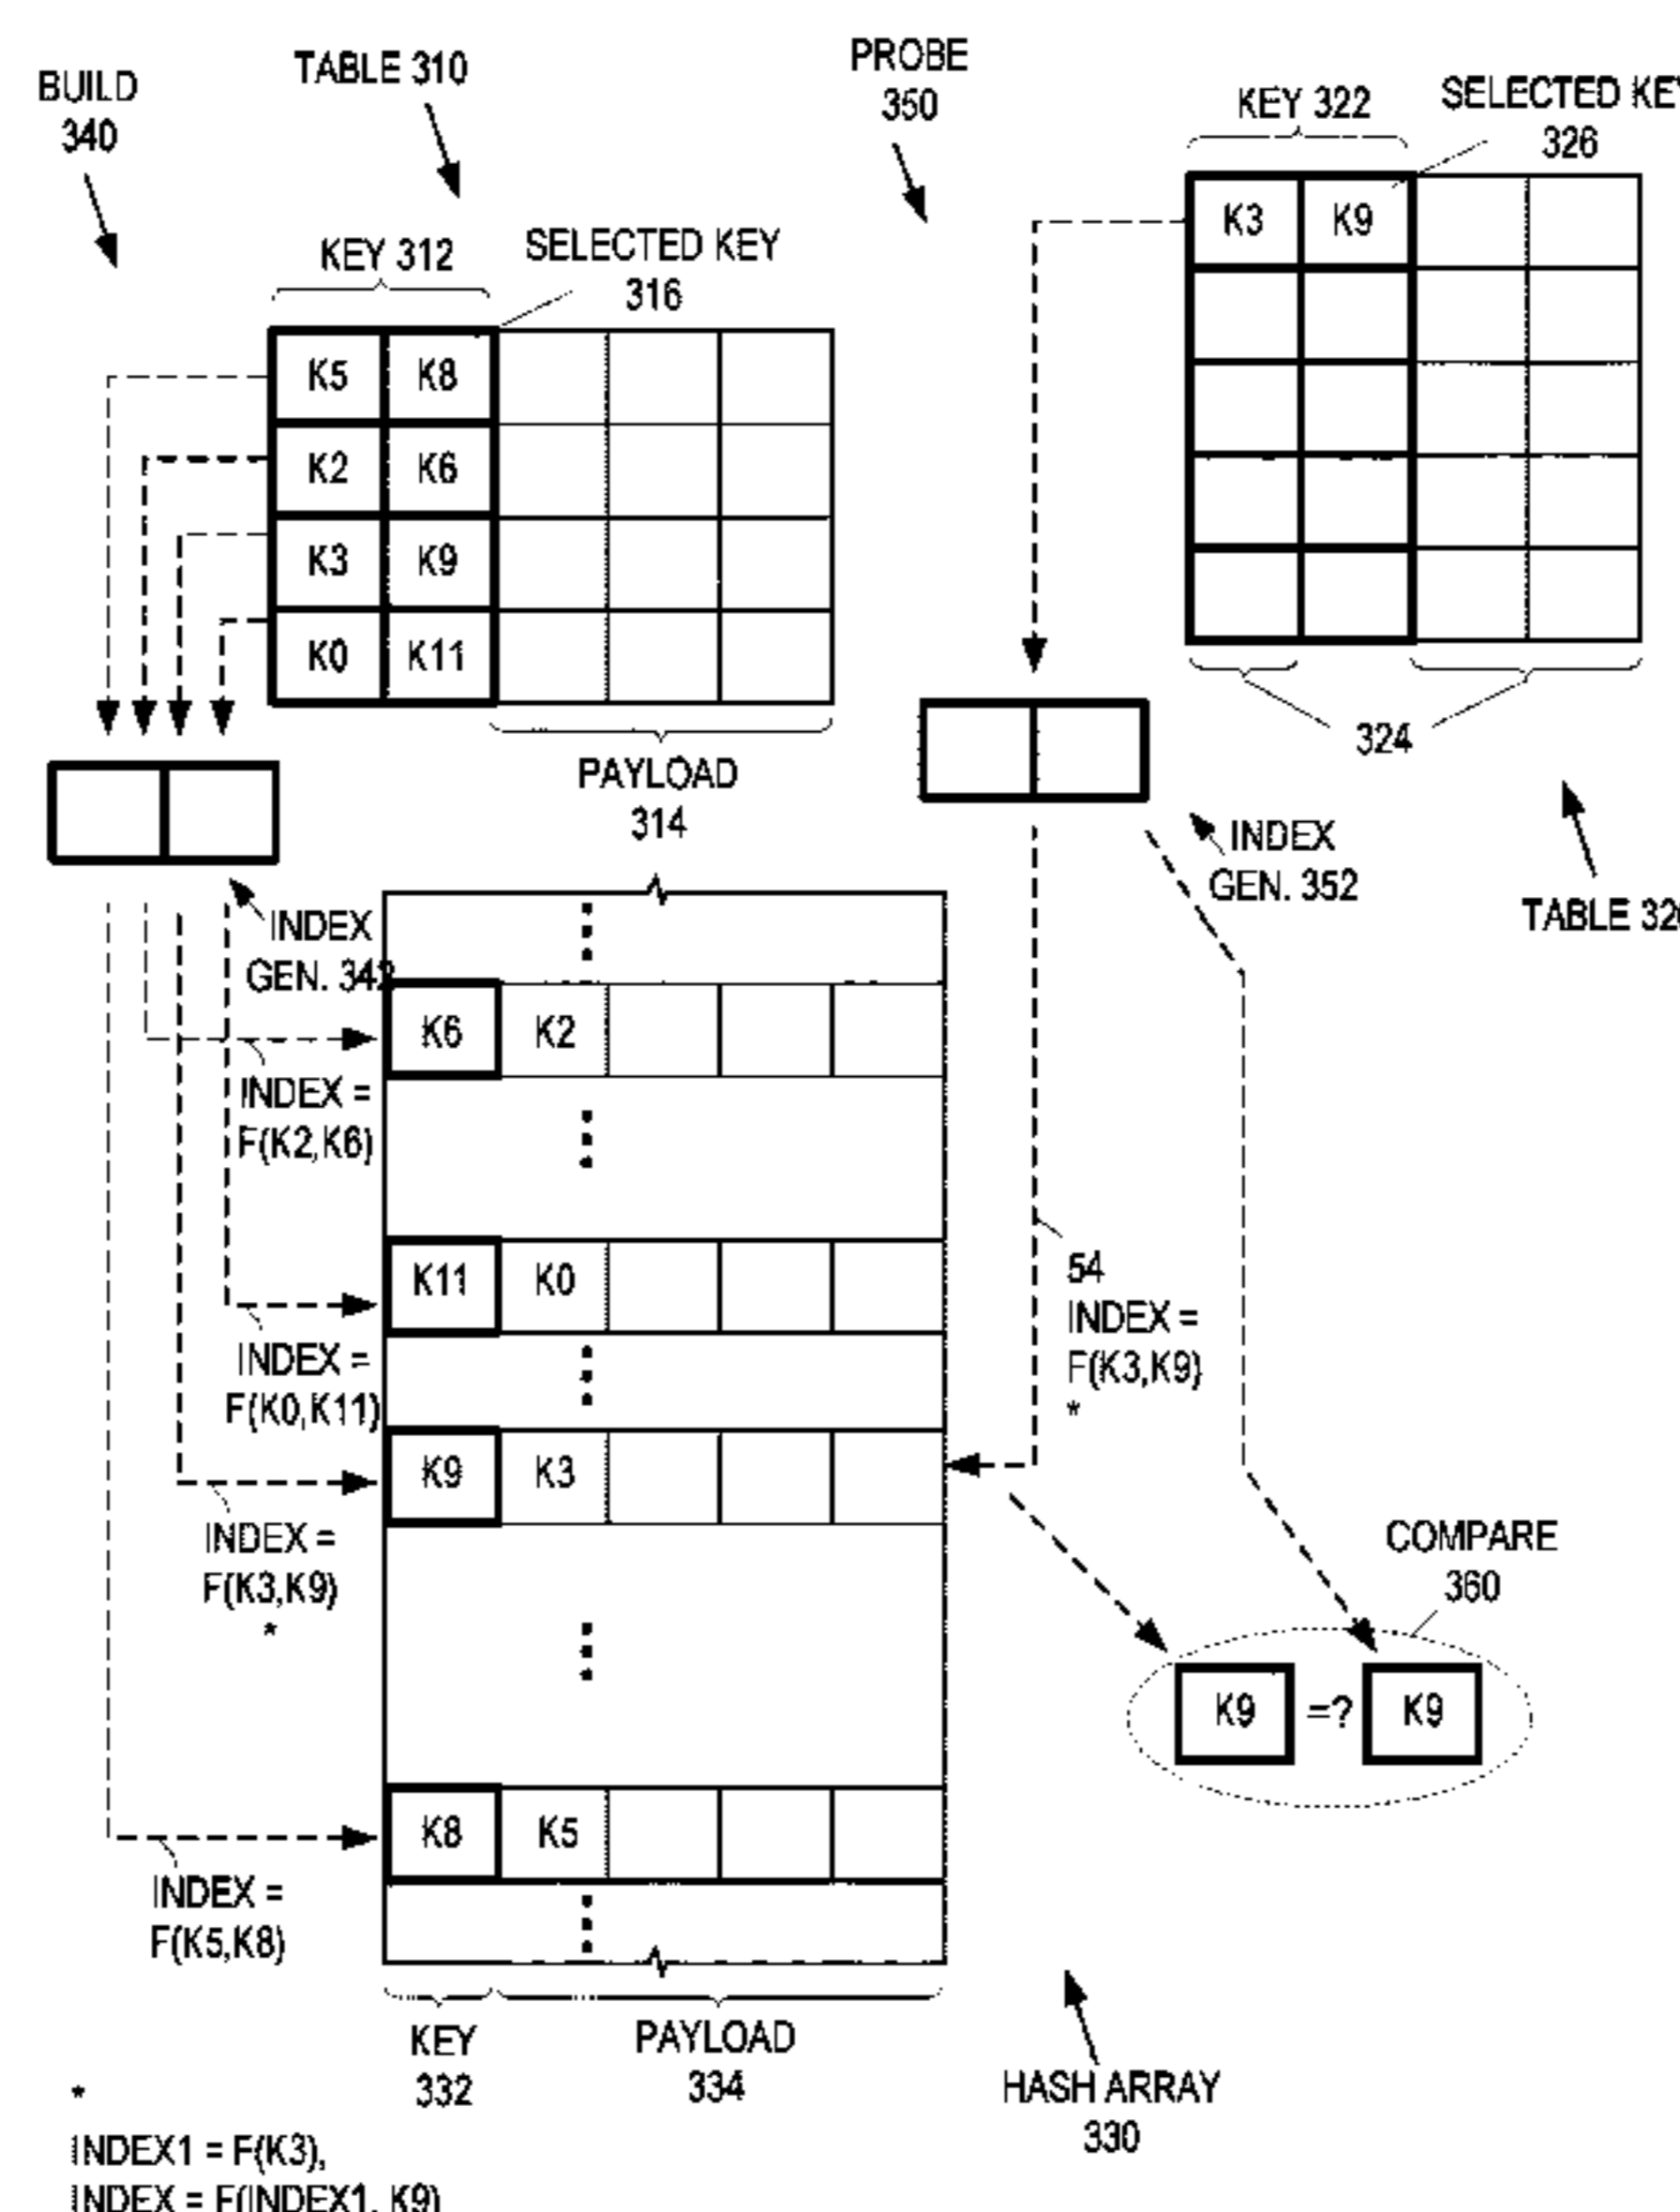 BUILD
340
TABLE 310
PROBE
350
KEY 322
SELECTED KEY
326
K3 K9
KEY 312
SELECTED KEY
316
K5 K8
K2 K6
K3 K9
K0 K11
PAYLOAD
314
324
INDEX
GEN. 352
TABLE 320
INDEX
GEN. 342
K6 K2
INDEX =
F(K2,K6)
K11 K0
INDEX =
F(K0,K11)
54
INDEX =
F(K3,K9)
*
K9 K3
INDEX =
F(K3,K9)
*
COMPARE
360
K9 =? K9
K8 K5
INDEX =
F(K5,K8)
KEY
332
PAYLOAD
334
HASH ARRAY
330
*
INDEX1 = F(K3),
INDEX = F(INDEX1, K9)